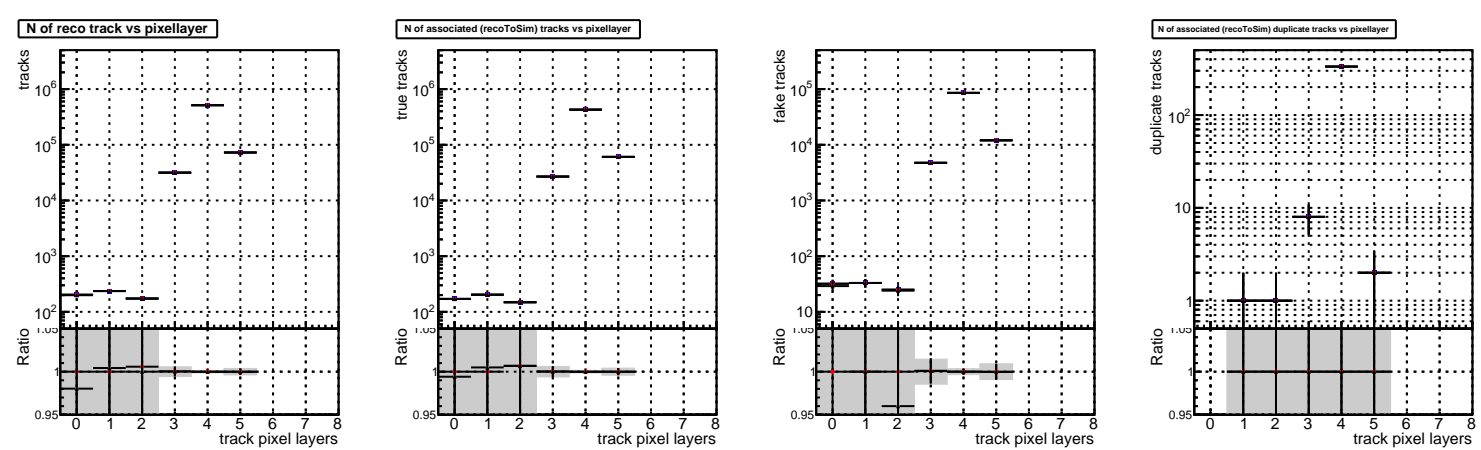 N of reco track vs pixellayer
tracks
10^6
10^5
10^4
10^3
10^2
Ratio
1.05
1
0.95
0 1 2 3 4 5 6 7 8
track pixel layers
N of associated (recoToSim) tracks vs pixellayer
true tracks
10^6
10^5
10^4
10^3
10^2
Ratio
1.05
1
0.95
0 1 2 3 4 5 6 7 8
track pixel layers
fake tracks
10^5
10^4
10^3
10^2
10
Ratio
1.05
1
0.95
0 1 2 3 4 5 6 7 8
track pixel layers
N of associated (recoToSim) duplicate tracks vs pixellayer
duplicate tracks
10^2
10
1
Ratio
1.05
1
0.95
0 1 2 3 4 5 6 7 8
track pixel layers